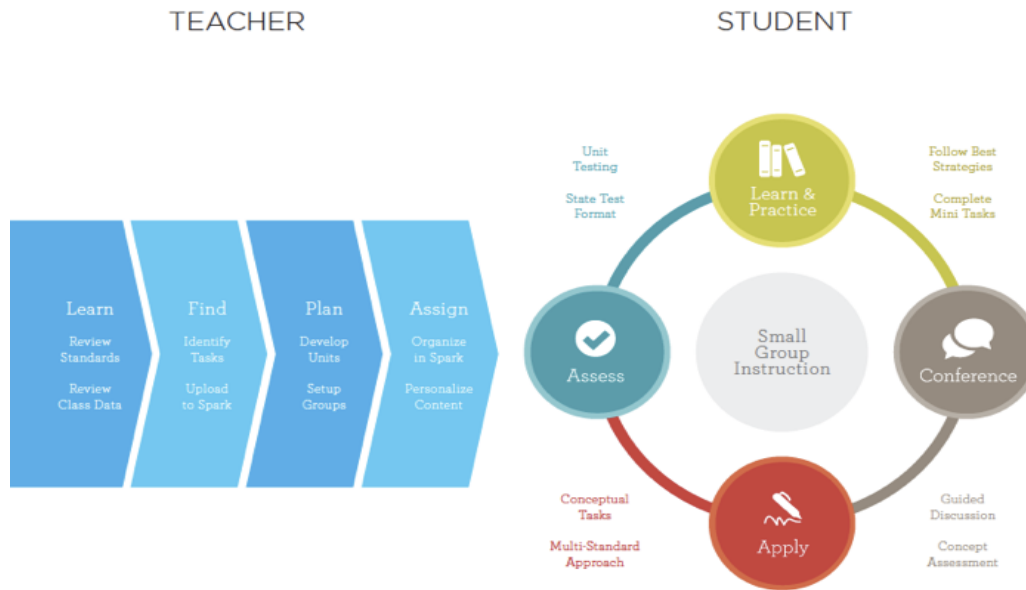 TEACHER
Learn
Review
Standards
Review
Class Data
Find
Identify
Tasks
Upload
to Spark
Plan
Develop
Units
Setup
Groups
Assign
Organize
in Spark
Personalize
Content
STUDENT
Unit
Testing
State Test
Format
Learn &
Practice
Follow Best
Strategies
Complete
Mini Tasks
Assess
Small
Group
Instruction
Conference
Conceptual
Tasks
Multi-Standard
Approach
Apply
Guided
Discussion
Concept
Assessment